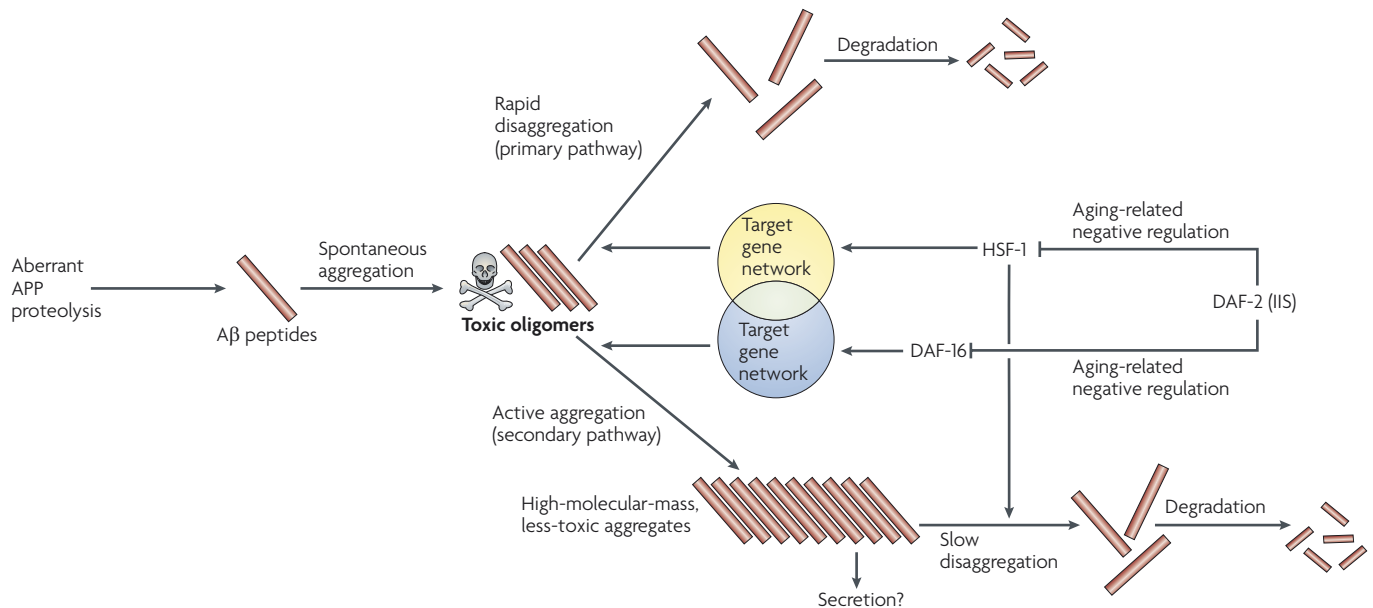 Degradation
Rapid
disaggregation
(primary pathway)
Target
gene
network
HSF-1
Aging-related
negative regulation
Aberrant
APP
proteolysis
Spontaneous
aggregation
Aβ peptides
Toxic oligomers
DAF-2 (IIS)
Target
gene
network
DAF-16
Aging-related
negative regulation
Active aggregation
(secondary pathway)
High-molecular-mass,
less-toxic aggregates
Slow
disaggregation
Degradation
Secretion?